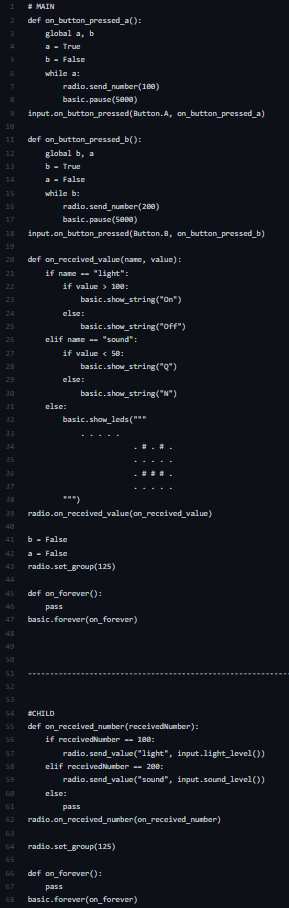 1 # MAIN
2 def on_button_pressed_a():
3     global a, b
4     a = True
5     b = False
6     while a:
7         radio.send_number(100)
8         basic.pause(5000)
9 input.on_button_pressed(Button.A, on_button_pressed_a)
10
11 def on_button_pressed_b():
12     global b, a
13     b = True
14     a = False
15     while b:
16         radio.send_number(200)
17         basic.pause(5000)
18 input.on_button_pressed(Button.B, on_button_pressed_b)
19
20 def on_received_value(name, value):
21     if name == "light":
22         if value > 100:
23             basic.show_string("On")
24         else:
25             basic.show_string("Off")
26     elif name == "sound":
27         if value < 50:
28             basic.show_string("Q")
29         else:
30             basic.show_string("N")
31     else:
32         basic.show_leds("""
33             . . . . .
34                         . # . # .
35                         . . . . .
36                         . # # # .
37                         . . . . .
38         """)
39 radio.on_received_value(on_received_value)
40
41 b = False
42 a = False
43 radio.set_group(125)
44
45 def on_forever():
46     pass
47 basic.forever(on_forever)
48
49
50
51 ------------------------------------------------------------
52
53
54 #CHILD
55 def on_received_number(receivedNumber):
56     if receivedNumber == 100:
57         radio.send_value("light", input.light_level())
58     elif receivedNumber == 200:
59         radio.send_value("sound", input.sound_level())
60     else:
61         pass
62 radio.on_received_number(on_received_number)
63
64 radio.set_group(125)
65
66 def on_forever():
67     pass
68 basic.forever(on_forever)